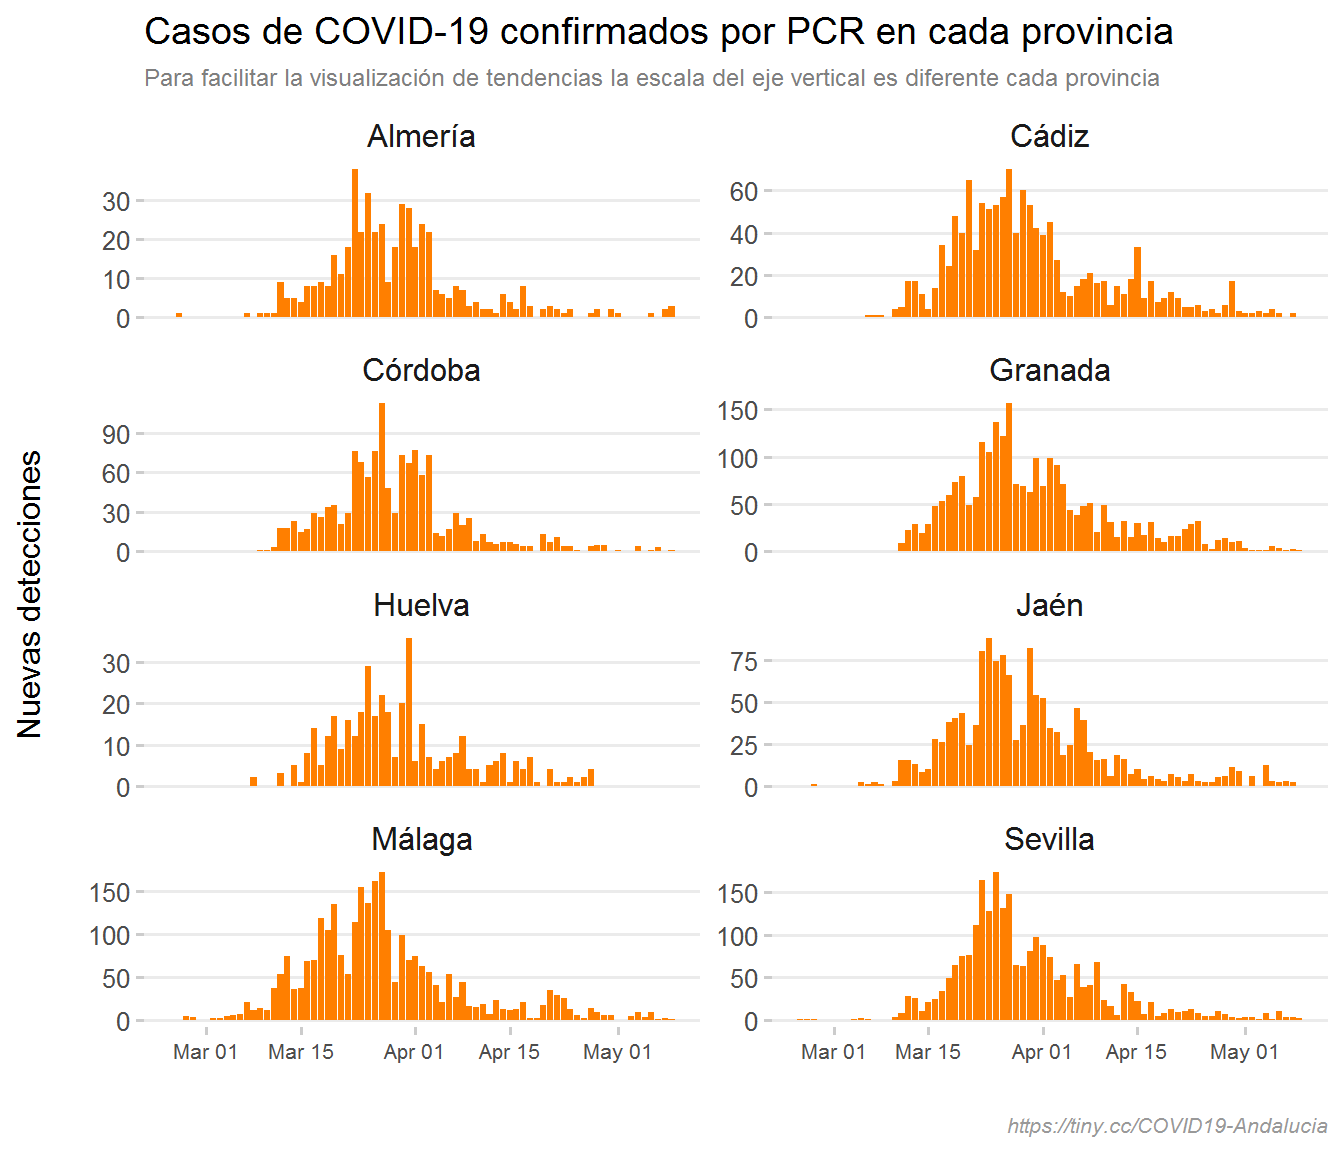 Casos de COVID-19 confirmados por PCR en cada provincia
Para facilitar la visualización de tendencias la escala del eje vertical es diferente cada provincia
Nuevas detecciones
Almería
30
20
10
0
Cádiz
60
40
20
0
Córdoba
90
60
30
0
Granada
150
100
50
0
Huelva
30
20
10
0
Jaén
75
50
25
0
Málaga
150
100
50
0
Mar 01 Mar 15 Apr 01 Apr 15 May 01
Sevilla
150
100
50
0
Mar 01 Mar 15 Apr 01 Apr 15 May 01
https://tiny.cc/COVID19-Andalucia